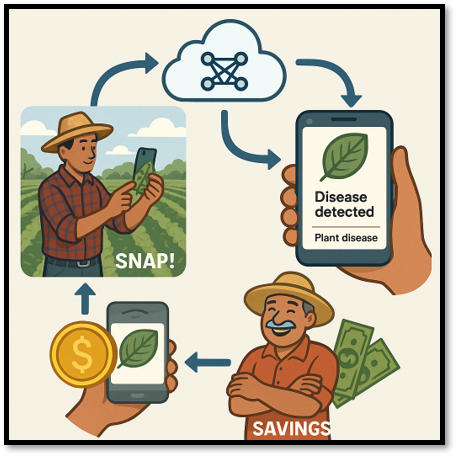 SNAP!
Disease
detected
Plant disease
$
SAVINGS